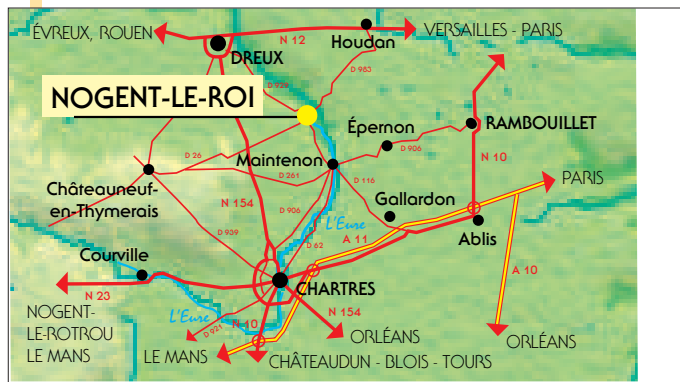 ÉVREUX, ROUEN
N 12
Houdan
VERSAILLES - PARIS
DREUX
D 983
D 929
NOGENT-LE-ROI
Épernon
RAMBOUILLET
D 906
D 26
Maintenon
N 10
D 261
D 116
PARIS
Châteauneuf-
en-Thymerais
N 154
Gallardon
D 906
L'Eure
D 939
D 62
A 11
Ablis
Courville
A 10
CHARTRES
N 23
L'Eure
N 10
N 154
D 921
NOGENT-
LE-ROTROU
LE MANS
ORLÉANS
ORLÉANS
LE MANS
CHÂTEAUDUN - BLOIS - TOURS